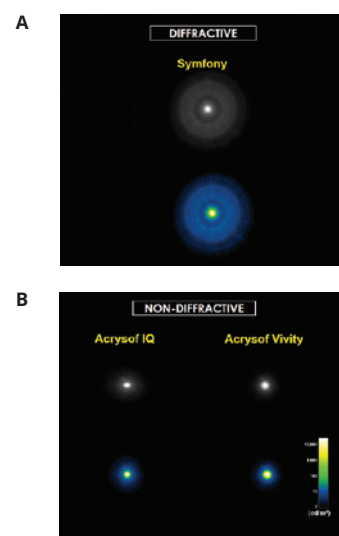 A
DIFFRACTIVE
Symfony
B
NON-DIFFRACTIVE
Acrysof IQ
Acrysof Vivity